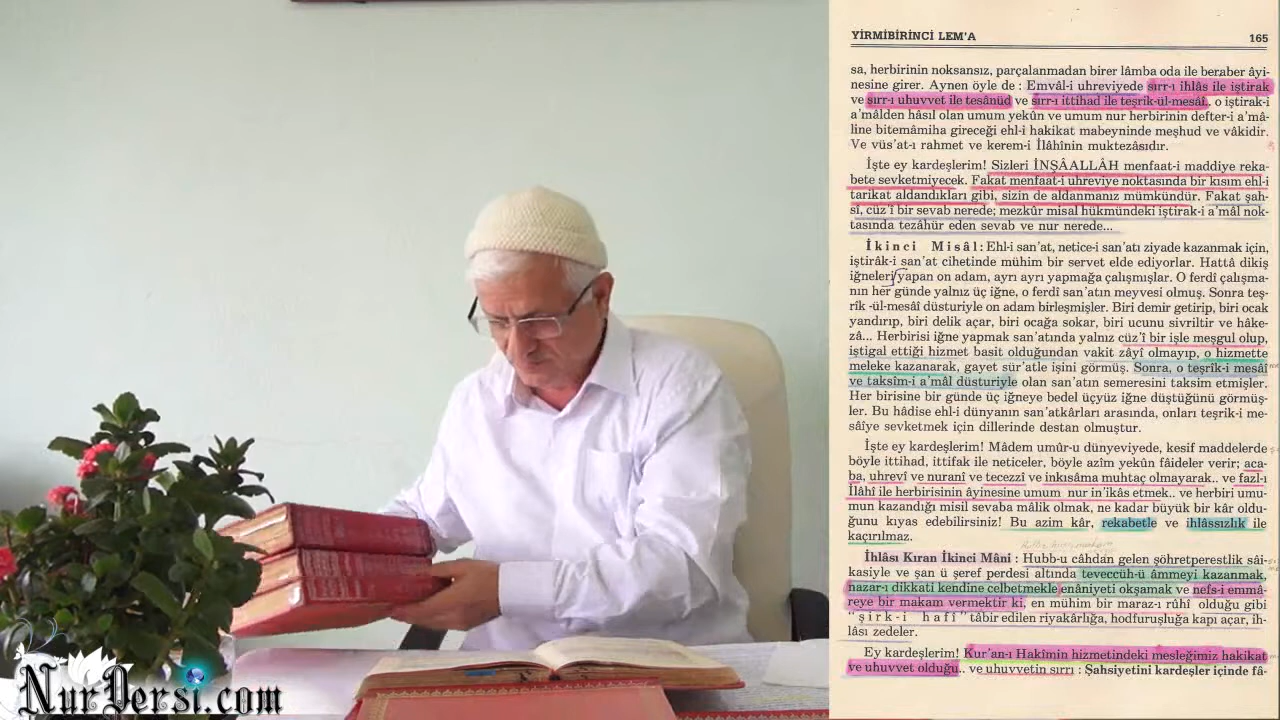 YİRMİBİRİNCİ LEM'A 165
sa, herbirinin noksansız, parçalanmadan birer lâmba oda ile beraber âyi-
nesine girer. Aynen öyle de : Emvâl-i uhreviyede sırr-ı ihlâs ile iştirak
ve sırr-ı uhuvvet ile tesânüd ve sırr-ı ittihad ile teşrik-ül-mesâî.. o iştirak-i
a'mâlden hâsıl olan umum yekûn ve umum nur herbirinin defter-i a'mâ-
line bitemâmiha gireceği ehl-i hakikat mabeyninde meşhud ve vâkidir.
Ve vüs'at-ı rahmet ve kerem-i İlâhînin muktezâsıdır.
İşte ey kardeşlerim! Sizleri İNŞÂALLÂH menfaat-i maddiye reka-
bete sevketmiyecek. Fakat menfaat-i uhreviye noktasında bir kısım ehl-i
tarikat aldandıkları gibi, sizin de aldanmanız mümkündür. Fakat şah-
sî, cüz'î bir sevab nerede; mezkûr misal hükmündeki iştirak-i a'mâl nok-
tasında tezâhür eden sevab ve nur nerede...
İkinci Misâl: Ehl-i san'at, netice-i san'atı ziyade kazanmak için,
iştirâk-i san'at cihetinde mühim bir servet elde ediyorlar. Hattâ dikiş
iğneleri yapan on adam, ayrı ayrı yapmağa çalışmışlar. O ferdî çalışma-
nın her günde yalnız üç iğne, o ferdî san'atın meyvesi olmuş. Sonra teş-
rîk -ül-mesâî düsturiyle on adam birleşmişler. Biri demir getirip, biri ocak
yandırıp, biri delik açar, biri ocağa sokar, biri ucunu sivriltir ve hâke-
zâ... Herbirisi iğne yapmak san'atında yalnız cüz'î bir işle meşgul olup,
iştigal ettiği hizmet basit olduğundan vakit zâyî olmayıp, o hizmette
meleke kazanarak, gayet sür'atle işini görmüş. Sonra, o teşrîk-i mesâî
ve taksîm-i a'mâl düsturiyle olan san'atın semeresini taksim etmişler.
Her birisine bir günde üç iğneye bedel üçyüz iğne düştüğünü görmüş-
ler. Bu hâdise ehl-i dünyanın san'atkârları arasında, onları teşrik-i me-
sâîye sevketmek için dillerinde destan olmuştur.
İşte ey kardeşlerim! Mâdem umûr-u dünyeviyede, kesif maddelerde
böyle ittihad, ittifak ile neticeler, böyle azîm yekûn fâideler verir; aca-
ba, uhrevî ve nuranî ve tecezzî ve inkısâma muhtaç olmayarak.. ve fazl-ı
İlâhî ile herbirisinin âyinesine umum nur in'ikâs etmek.. ve herbiri umu-
mun kazandığı misil sevaba mâlik olmak, ne kadar büyük bir kâr oldu-
ğunu kıyas edebilirsiniz! Bu azim kâr, rekabetle ve ihlâssızlık ile
kaçırılmaz.
İhlâsı Kıran İkinci Mâni : Hubb-u câhdan gelen şöhretperestlik sâi-
kasiyle ve şan ü şeref perdesi altında teveccüh-ü âmmeyi kazanmak,
nazar-ı dikkati kendine celbetmekle enâniyeti okşamak ve nefs-i emmâ-
reye bir makam vermektir ki, en mühim bir maraz-ı rûhî olduğu gibi
"şirk-i hafî" tâbir edilen riyakârlığa, hodfuruşluğa kapı açar, ih-
lâsı zedeler.
Ey kardeşlerim! Kur'an-ı Hakîmin hizmetindeki mesleğimiz hakikat
ve uhuvvet olduğu.. ve uhuvvetin sırrı : Şahsiyetini kardeşler içinde fâ-
NurDersi.com